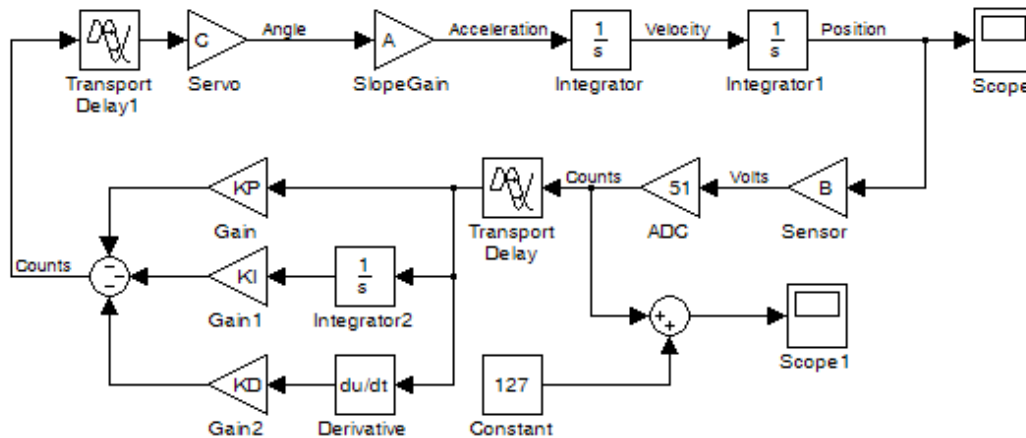 C
Angle
A
Acceleration
1
s
Velocity
1
s
Position
Transport
Delay1
Servo
SlopeGain
Integrator
Integrator1
Scope
KP
Gain
Counts
51
Volts
B
Transport
Delay
ADC
Sensor
Counts
−
−
−
KI
1
s
Gain1
Integrator2
+
+
Scope1
KD
du/dt
127
Gain2
Derivative
Constant